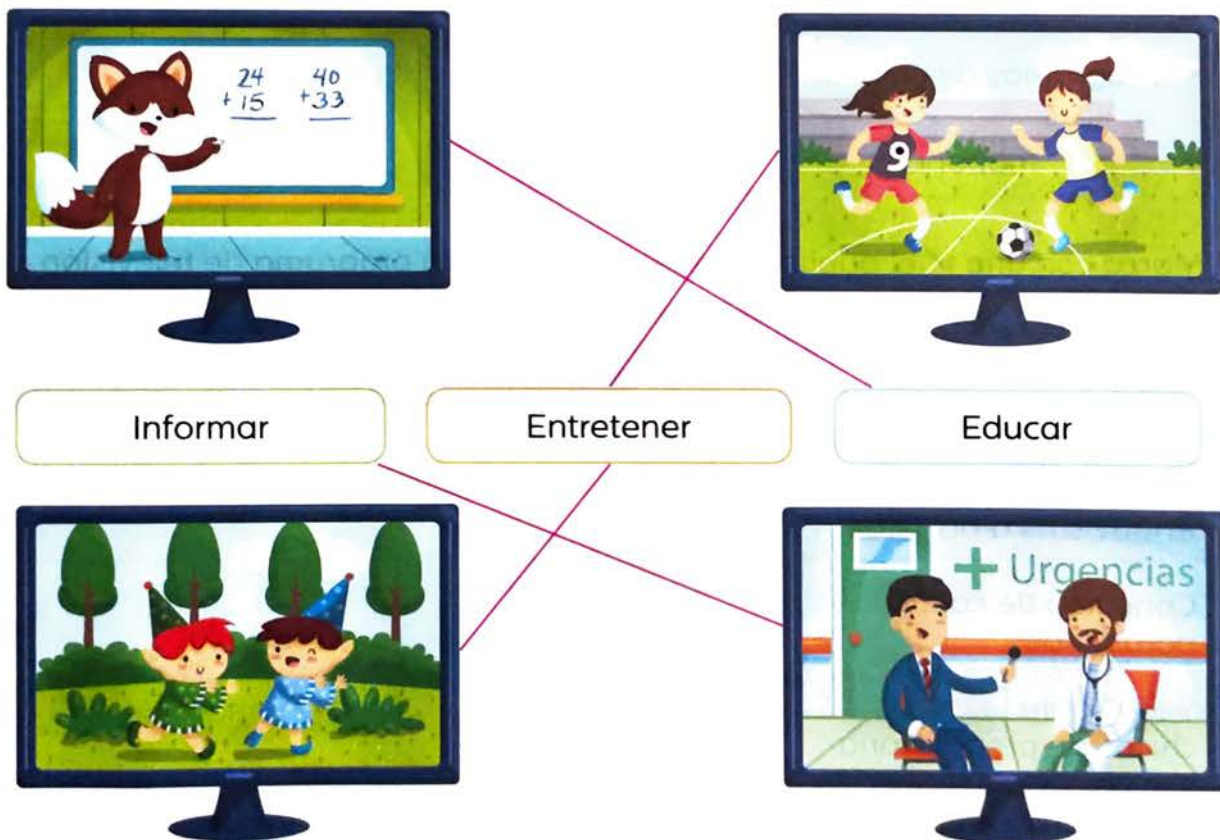 24
+15
40
+33
9
Informar
Entretener
Educar
+ Urgencias